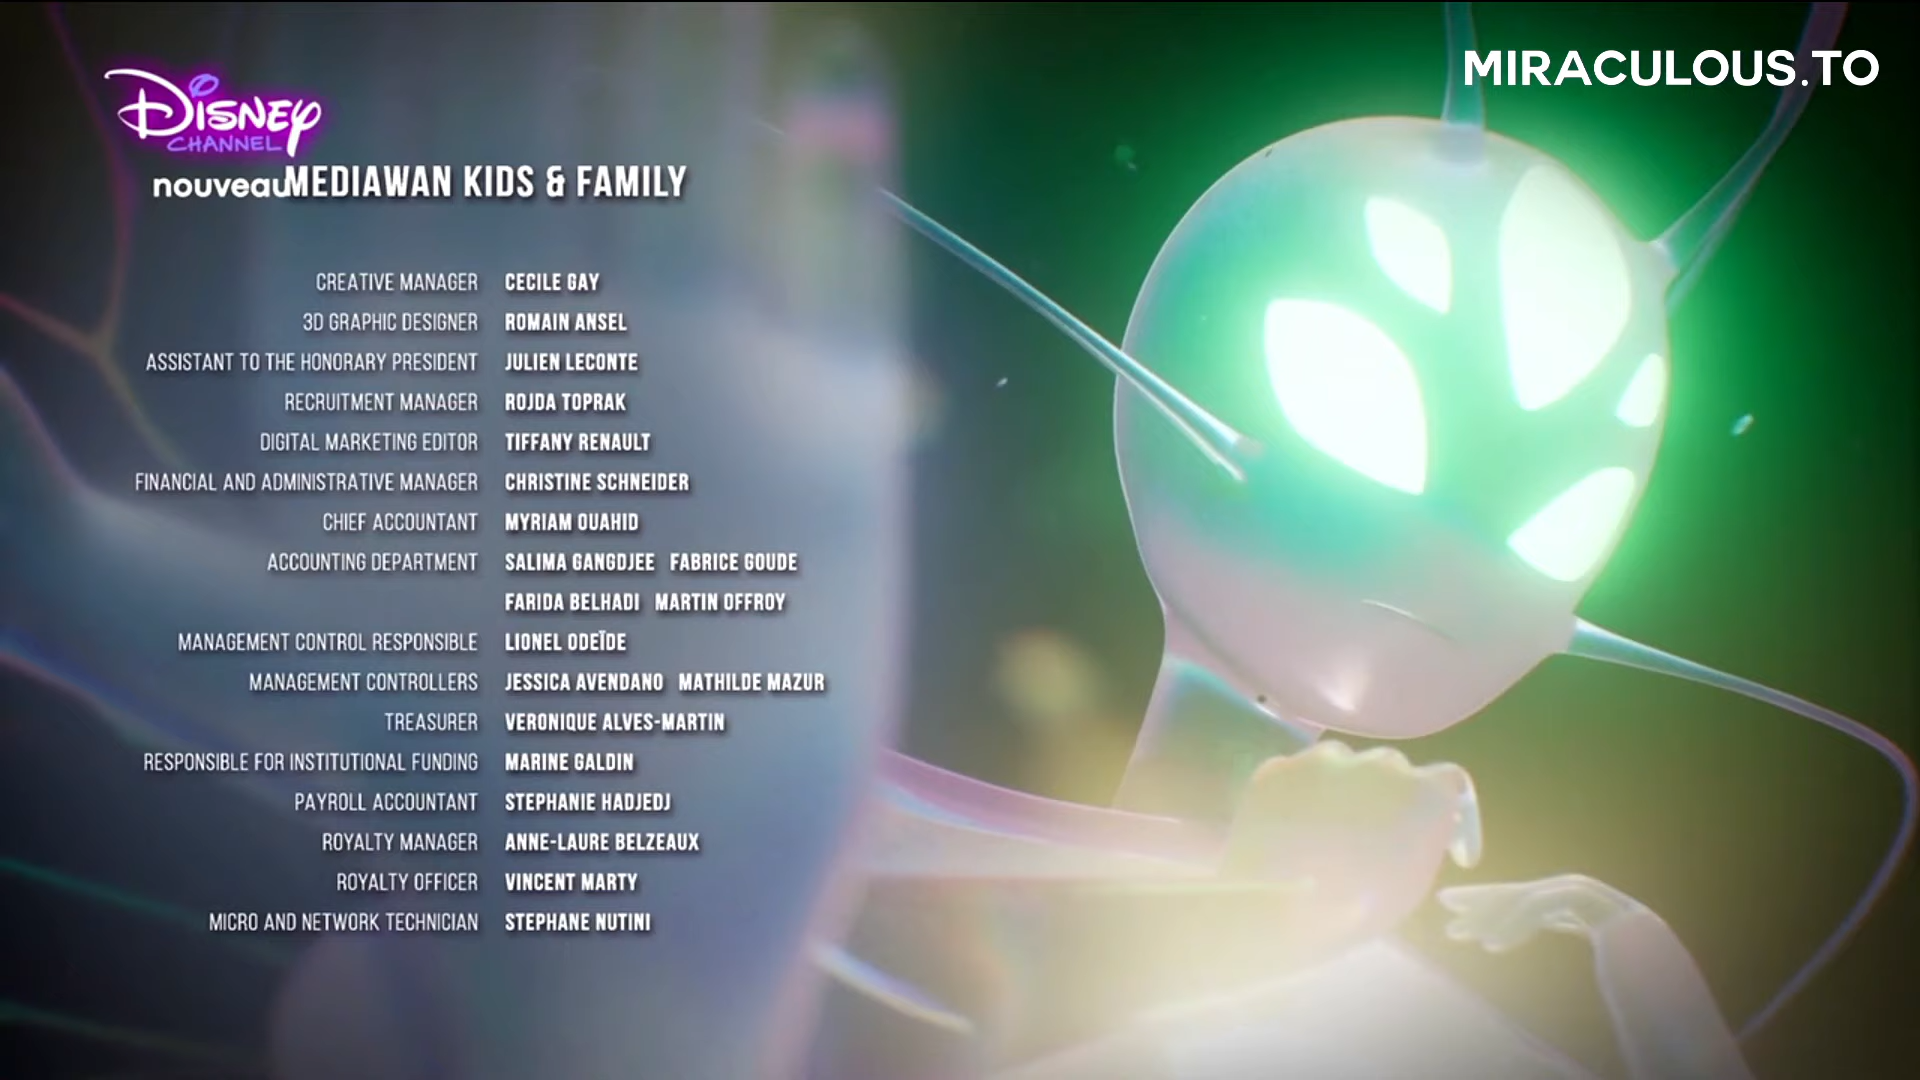 MIRACULOUS.TO
DISNEY
CHANNEL
nouveau
MEDIAWAN KIDS & FAMILY
CREATIVE MANAGER CECILE GAY
3D GRAPHIC DESIGNER ROMAIN ANSEL
ASSISTANT TO THE HONORARY PRESIDENT JULIEN LECONTE
RECRUITMENT MANAGER ROJDA TOPRAK
DIGITAL MARKETING EDITOR TIFFANY RENAULT
FINANCIAL AND ADMINISTRATIVE MANAGER CHRISTINE SCHNEIDER
CHIEF ACCOUNTANT MYRIAM OUAHID
ACCOUNTING DEPARTMENT SALIMA GANGDJEE FABRICE GOUDE
FARIDA BELHADI MARTIN OFFROY
MANAGEMENT CONTROL RESPONSIBLE LIONEL ODEÏDE
MANAGEMENT CONTROLLERS JESSICA AVENDANO MATHILDE MAZUR
TREASURER VERONIQUE ALVES-MARTIN
RESPONSIBLE FOR INSTITUTIONAL FUNDING MARINE GALDIN
PAYROLL ACCOUNTANT STEPHANIE HADJEDJ
ROYALTY MANAGER ANNE-LAURE BELZEAUX
ROYALTY OFFICER VINCENT MARTY
MICRO AND NETWORK TECHNICIAN STEPHANE NUTINI